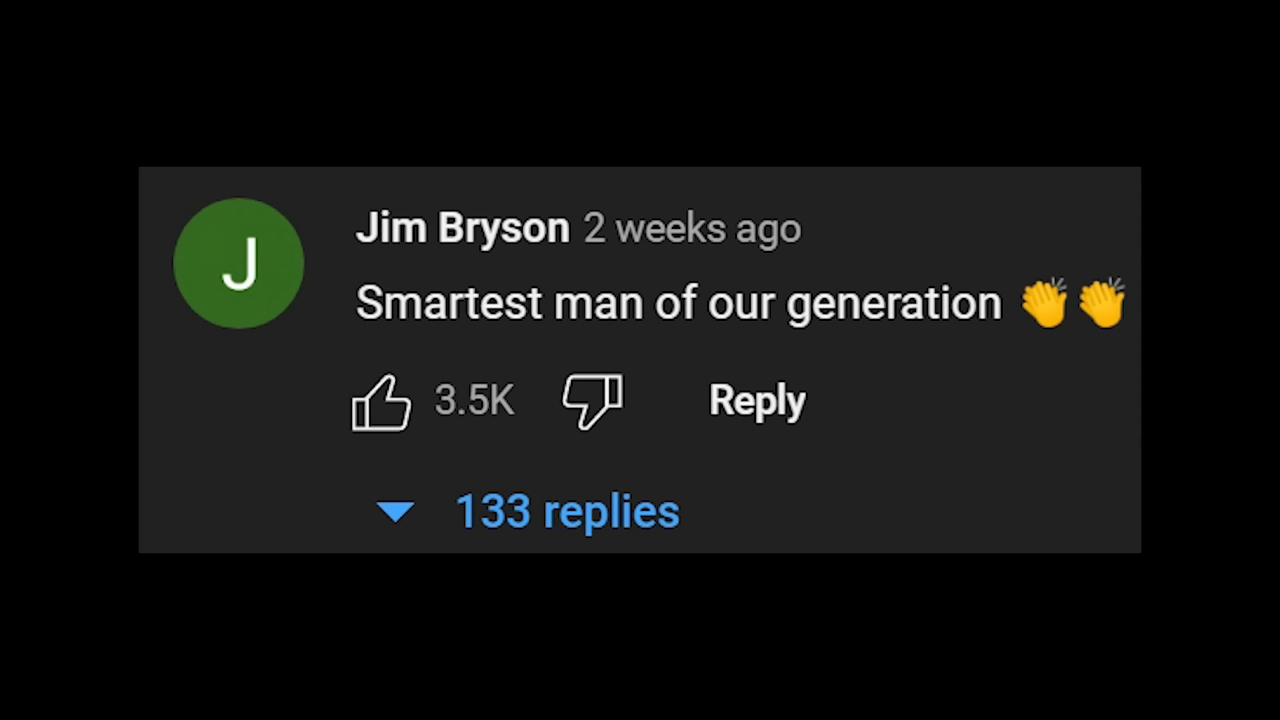 J
Jim Bryson 2 weeks ago
Smartest man of our generation 👏👏
3.5K Reply
133 replies